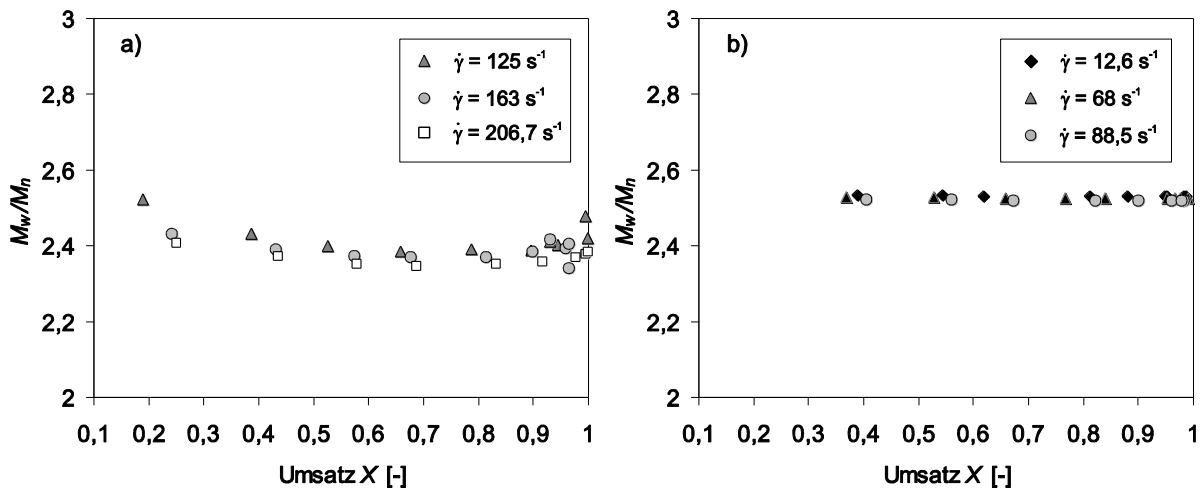 a)
γ̇ = 125 s⁻¹
γ̇ = 163 s⁻¹
γ̇ = 206,7 s⁻¹
3
2,8
2,6
2,4
2,2
2
Mw/Mn
0,1 0,2 0,3 0,4 0,5 0,6 0,7 0,8 0,9 1
Umsatz X [-]
b)
γ̇ = 12,6 s⁻¹
γ̇ = 68 s⁻¹
γ̇ = 88,5 s⁻¹
3
2,8
2,6
2,4
2,2
2
Mw/Mn
0,1 0,2 0,3 0,4 0,5 0,6 0,7 0,8 0,9 1
Umsatz X [-]